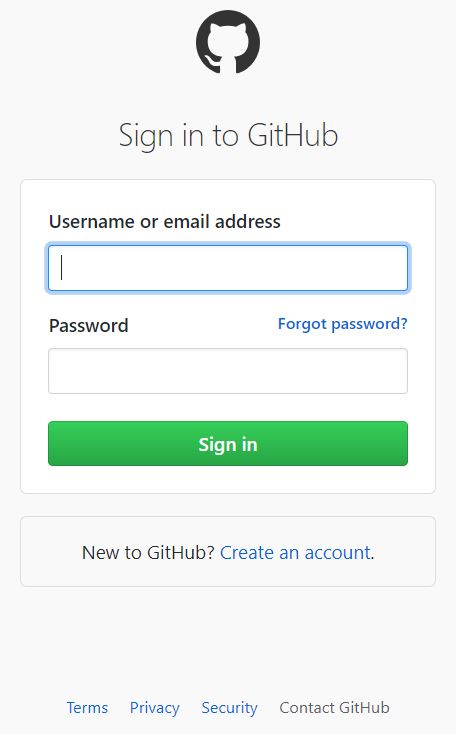 Sign in to GitHub
Username or email address
Password Forgot password?
Sign in
New to GitHub? Create an account.
Terms Privacy Security Contact GitHub